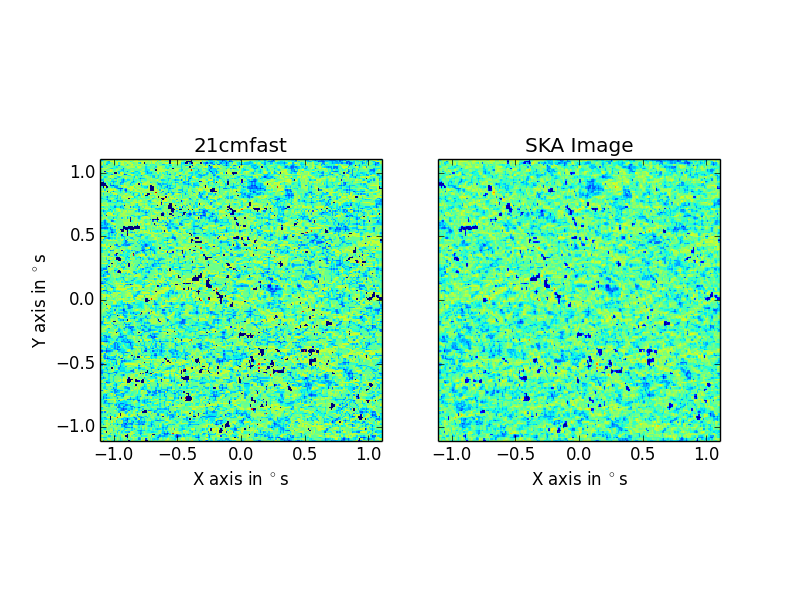 21cmfast
SKA Image
1.0
0.5
0.0
−0.5
−1.0
Y axis in °s
−1.0 −0.5 0.0 0.5 1.0
−1.0 −0.5 0.0 0.5 1.0
X axis in °s
X axis in °s